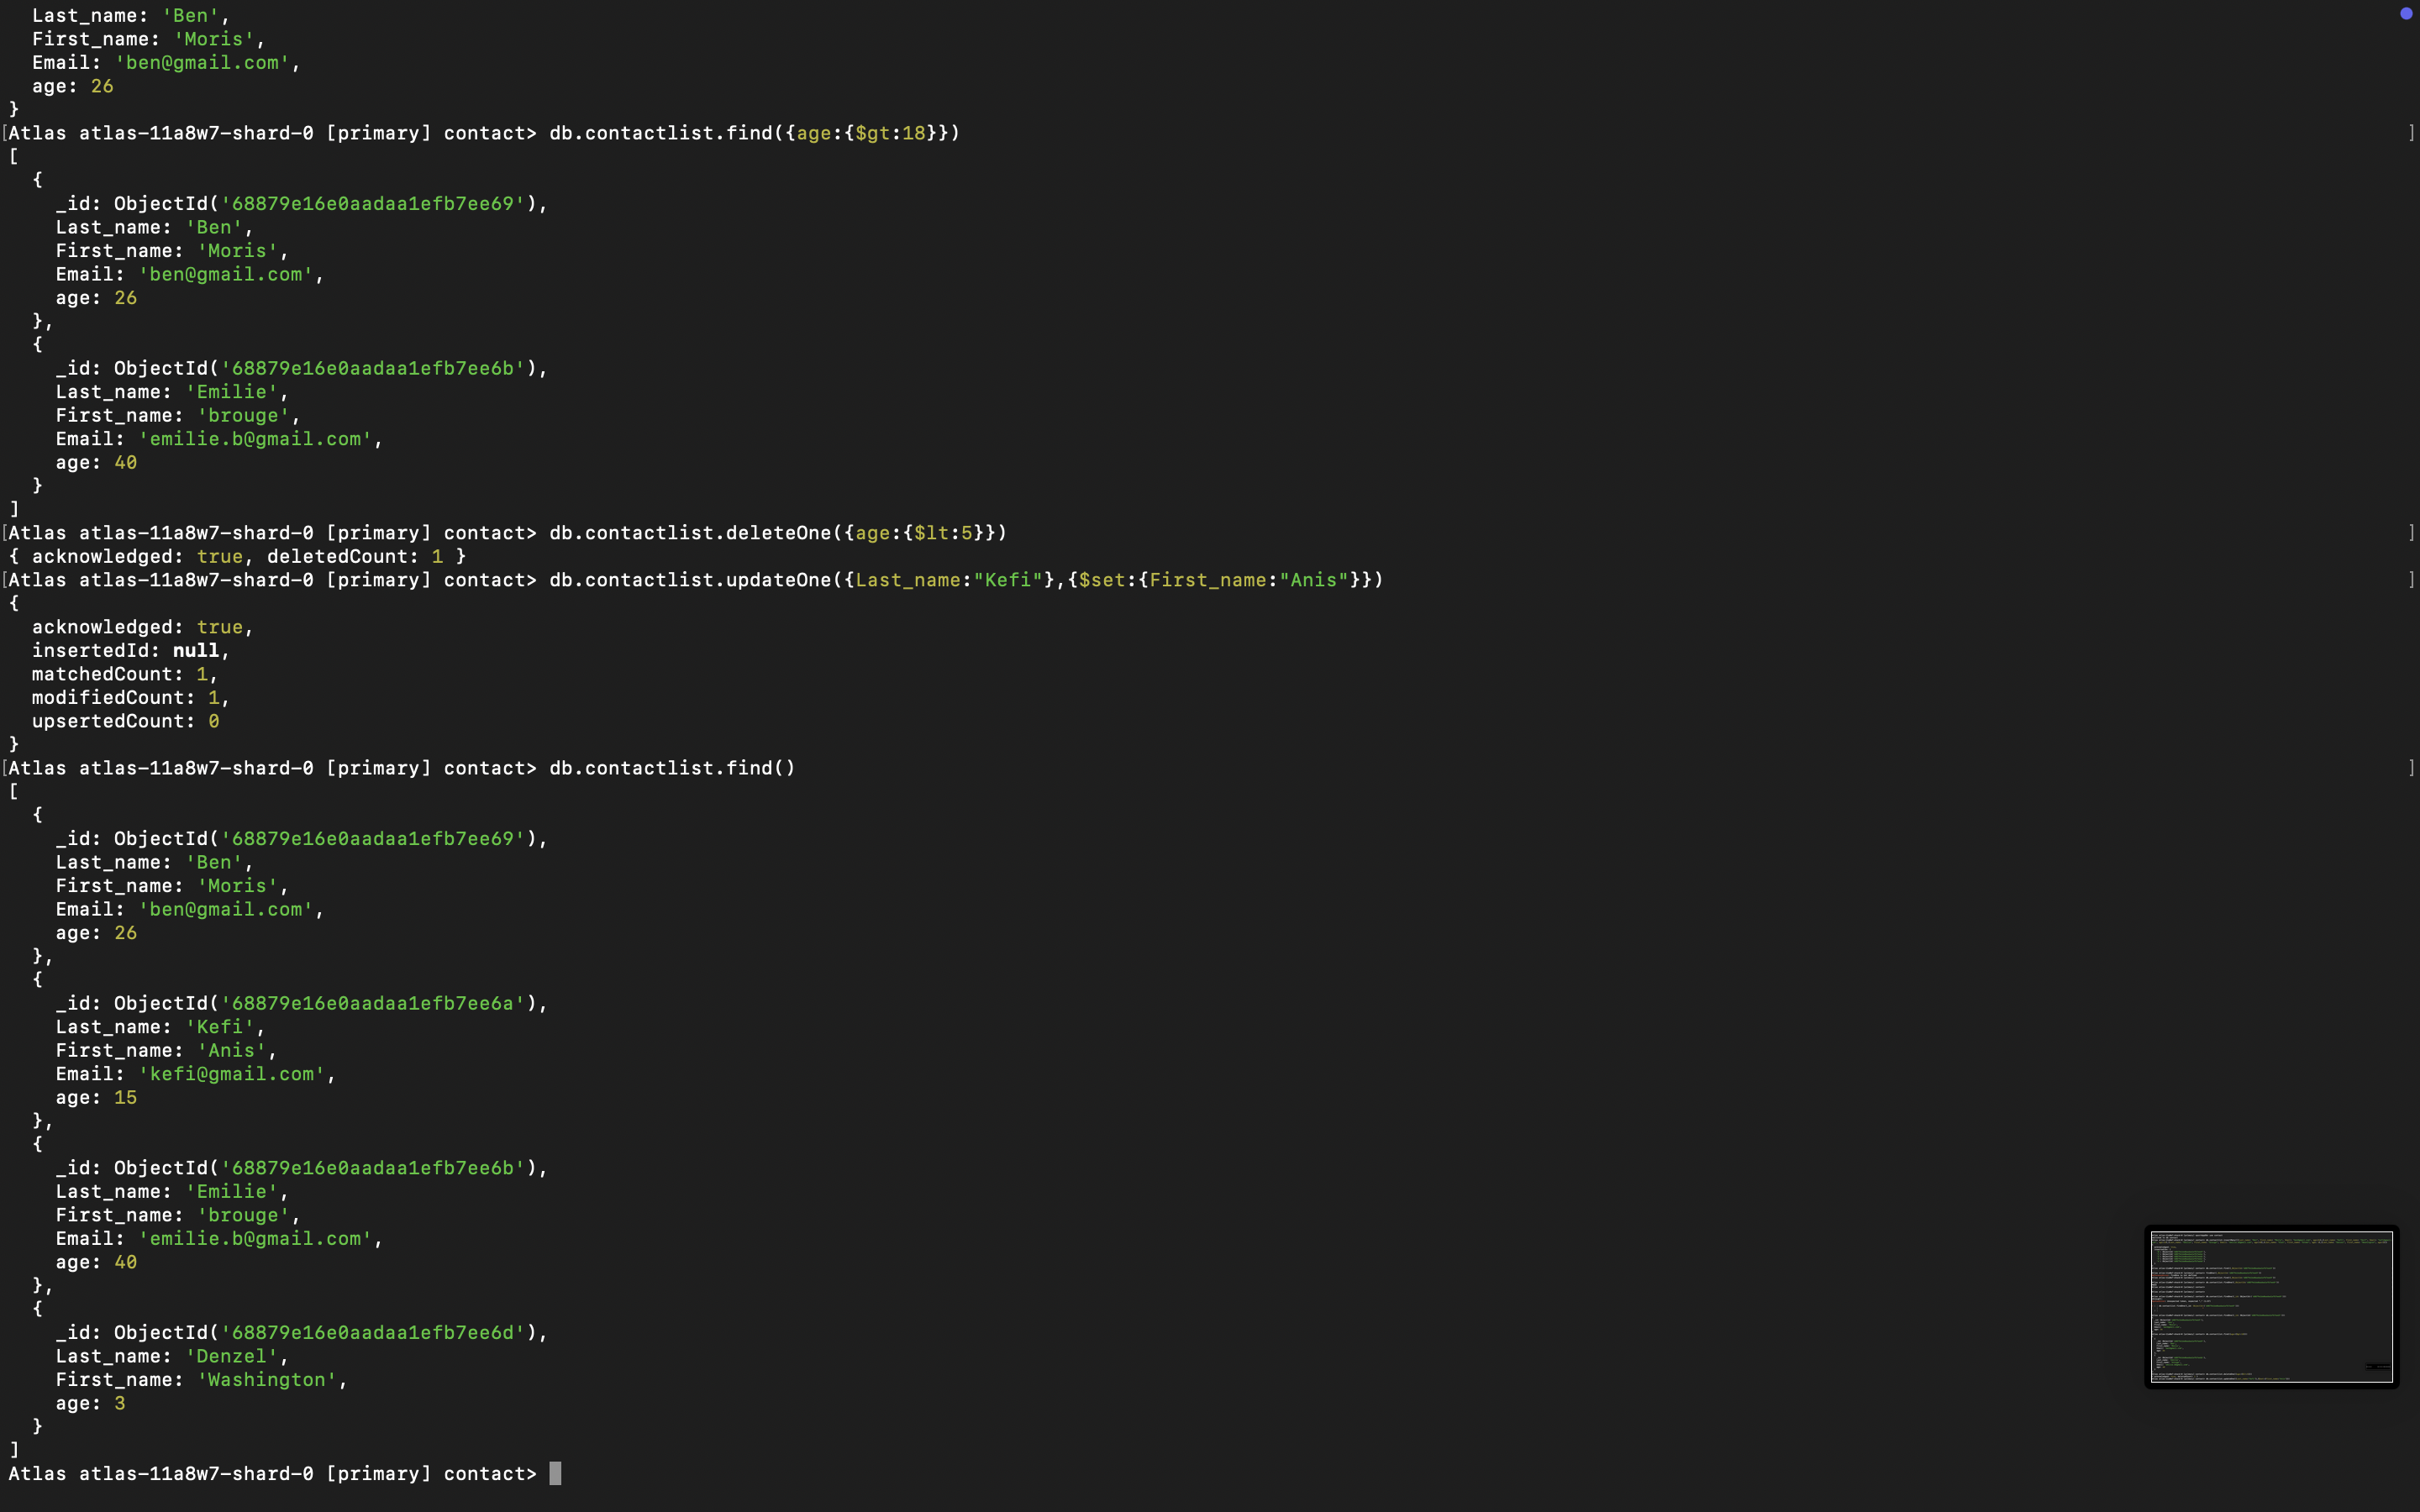 Last_name: 'Ben',
  First_name: 'Moris',
  Email: 'ben@gmail.com',
  age: 26
}
[Atlas atlas-11a8w7-shard-0 [primary] contact> db.contactlist.find({age:{$gt:18}}) ]
[
  {
    _id: ObjectId('68879e16e0aadaa1efb7ee69'),
    Last_name: 'Ben',
    First_name: 'Moris',
    Email: 'ben@gmail.com',
    age: 26
  },
  {
    _id: ObjectId('68879e16e0aadaa1efb7ee6b'),
    Last_name: 'Emilie',
    First_name: 'brouge',
    Email: 'emilie.b@gmail.com',
    age: 40
  }
]
[Atlas atlas-11a8w7-shard-0 [primary] contact> db.contactlist.deleteOne({age:{$lt:5}}) ]
{ acknowledged: true, deletedCount: 1 }
[Atlas atlas-11a8w7-shard-0 [primary] contact> db.contactlist.updateOne({Last_name:"Kefi"},{$set:{First_name:"Anis"}}) ]
{
  acknowledged: true,
  insertedId: null,
  matchedCount: 1,
  modifiedCount: 1,
  upsertedCount: 0
}
[Atlas atlas-11a8w7-shard-0 [primary] contact> db.contactlist.find() ]
[
  {
    _id: ObjectId('68879e16e0aadaa1efb7ee69'),
    Last_name: 'Ben',
    First_name: 'Moris',
    Email: 'ben@gmail.com',
    age: 26
  },
  {
    _id: ObjectId('68879e16e0aadaa1efb7ee6a'),
    Last_name: 'Kefi',
    First_name: 'Anis',
    Email: 'kefi@gmail.com',
    age: 15
  },
  {
    _id: ObjectId('68879e16e0aadaa1efb7ee6b'),
    Last_name: 'Emilie',
    First_name: 'brouge',
    Email: 'emilie.b@gmail.com',
    age: 40
  },
  {
    _id: ObjectId('68879e16e0aadaa1efb7ee6d'),
    Last_name: 'Denzel',
    First_name: 'Washington',
    age: 3
  }
]
Atlas atlas-11a8w7-shard-0 [primary] contact>